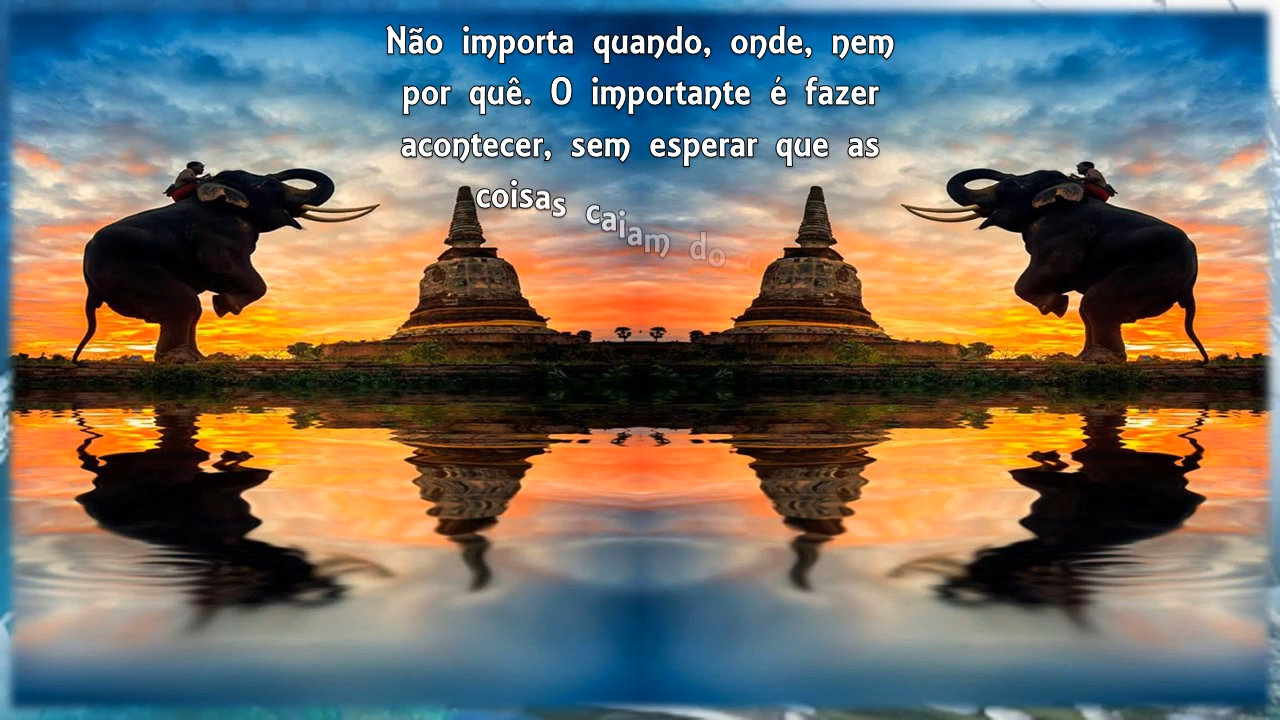 Não importa quando, onde, nem
por quê. O importante é fazer
acontecer, sem esperar que as
coisas caiam do